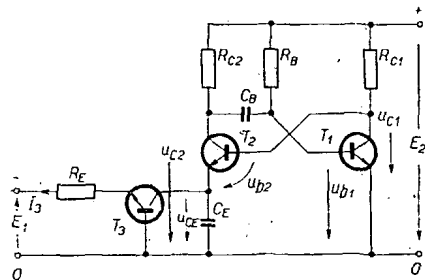 +
R_C2 R_B R_C1
C_B
T_2 T_1 u_C1
u_C2 E_2
- R_E u_b2
I_3 u_b1
E_1 T_3 u_CE C_E
0 0